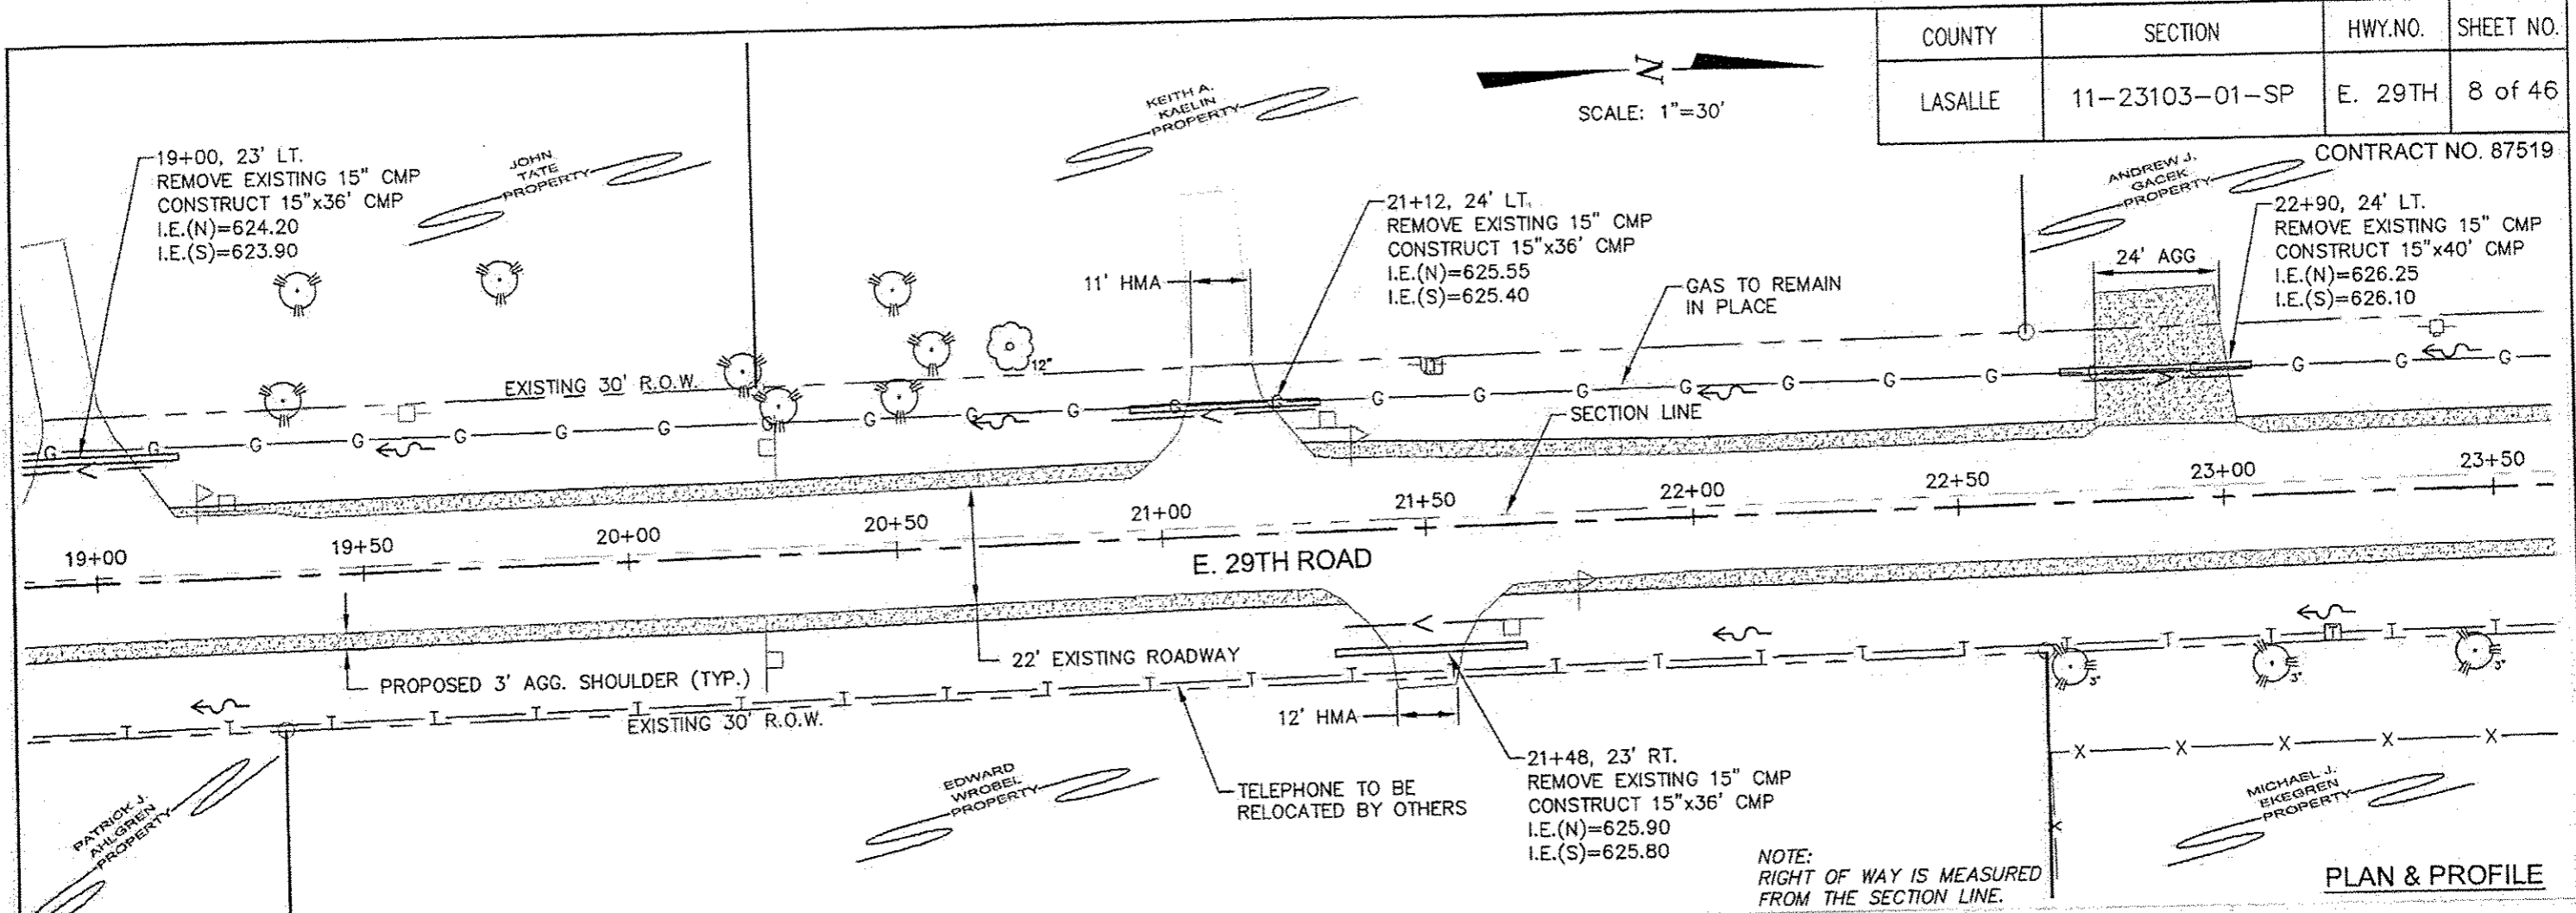 COUNTY SECTION HWY.NO. SHEET NO.
LASALLE 11-23103-01-SP E. 29TH 8 of 46
CONTRACT NO. 87519
N
SCALE: 1"=30'
19+00, 23' LT.
REMOVE EXISTING 15" CMP
CONSTRUCT 15"x36' CMP
I.E.(N)=624.20
I.E.(S)=623.90
JOHN
TATE
PROPERTY
KEITH A.
KAELIN
PROPERTY
21+12, 24' LT.
REMOVE EXISTING 15" CMP
CONSTRUCT 15"x36' CMP
I.E.(N)=625.55
I.E.(S)=625.40
11' HMA
GAS TO REMAIN
IN PLACE
ANDREW J.
GACEK
PROPERTY
24' AGG
22+90, 24' LT.
REMOVE EXISTING 15" CMP
CONSTRUCT 15"x40' CMP
I.E.(N)=626.25
I.E.(S)=626.10
12"
EXISTING 30' R.O.W.
G G G G G G G G G G G G G G G G G G G G G G G G G
SECTION LINE
19+00 19+50 20+00 20+50 21+00 21+50 22+00 22+50 23+00 23+50
E. 29TH ROAD
22' EXISTING ROADWAY
PROPOSED 3' AGG. SHOULDER (TYP.)
T T T T T T T T T T T T T T T T T T T T T T T T
EXISTING 30' R.O.W.
3" 3" 3"
12' HMA
X X X X X
X
TELEPHONE TO BE
RELOCATED BY OTHERS
21+48, 23' RT.
REMOVE EXISTING 15" CMP
CONSTRUCT 15"x36' CMP
I.E.(N)=625.90
I.E.(S)=625.80
PATRICK J.
AHLGREN
PROPERTY
EDWARD
WROBEL
PROPERTY
MICHAEL J.
EKEGREN
PROPERTY
NOTE:
RIGHT OF WAY IS MEASURED
FROM THE SECTION LINE.
PLAN & PROFILE